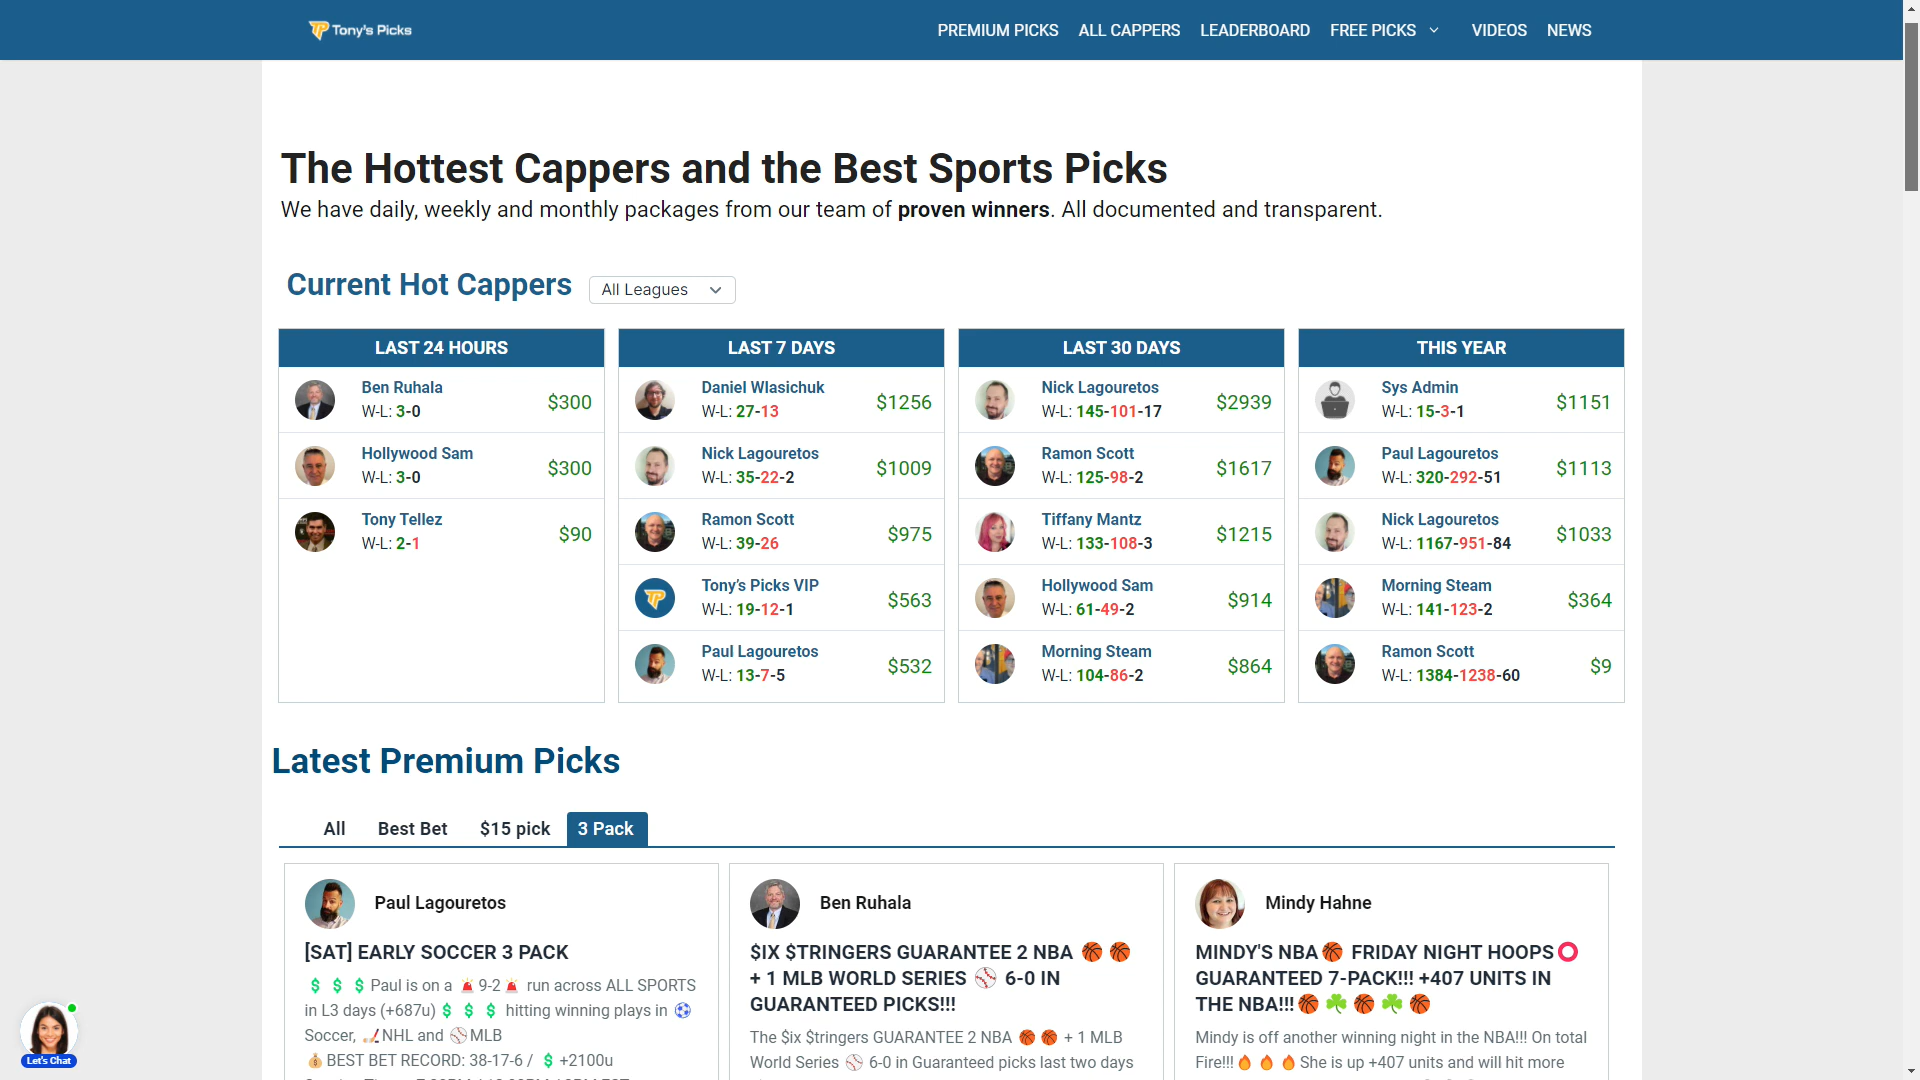 Tony's Picks
PREMIUM PICKS ALL CAPPERS LEADERBOARD FREE PICKS VIDEOS NEWS
The Hottest Cappers and the Best Sports Picks
We have daily, weekly and monthly packages from our team of proven winners. All documented and transparent.
Current Hot Cappers All Leagues
LAST 24 HOURS
Ben Ruhala
W-L: 3-0 $300
Hollywood Sam
W-L: 3-0 $300
Tony Tellez
W-L: 2-1 $90
LAST 7 DAYS
Daniel Wlasichuk
W-L: 27-13 $1256
Nick Lagouretos
W-L: 35-22-2 $1009
Ramon Scott
W-L: 39-26 $975
Tony’s Picks VIP
W-L: 19-12-1 $563
Paul Lagouretos
W-L: 13-7-5 $532
LAST 30 DAYS
Nick Lagouretos
W-L: 145-101-17 $2939
Ramon Scott
W-L: 125-98-2 $1617
Tiffany Mantz
W-L: 133-108-3 $1215
Hollywood Sam
W-L: 61-49-2 $914
Morning Steam
W-L: 104-86-2 $864
THIS YEAR
Sys Admin
W-L: 15-3-1 $1151
Paul Lagouretos
W-L: 320-292-51 $1113
Nick Lagouretos
W-L: 1167-951-84 $1033
Morning Steam
W-L: 141-123-2 $364
Ramon Scott
W-L: 1384-1238-60 $9
Latest Premium Picks
All Best Bet $15 pick 3 Pack
Paul Lagouretos
[SAT] EARLY SOCCER 3 PACK
💲 💲 💲 Paul is on a 🚨 9-2 🚨 run across ALL SPORTS
in L3 days (+687u) 💲 💲 💲 hitting winning plays in ⚽
Soccer, 🏒 NHL and ⚾ MLB
💰 BEST BET RECORD: 38-17-6 / 💲 +2100u
Ben Ruhala
$IX $TRINGERS GUARANTEE 2 NBA 🏀 🏀
+ 1 MLB WORLD SERIES ⚾ 6-0 IN
GUARANTEED PICKS!!!
The $ix $tringers GUARANTEE 2 NBA 🏀 🏀 + 1 MLB
World Series ⚾ 6-0 in Guaranteed picks last two days
Mindy Hahne
MINDY'S NBA 🏀 FRIDAY NIGHT HOOPS ⭕
GUARANTEED 7-PACK!!! +407 UNITS IN
THE NBA!!! 🏀 ☘️ 🏀 ☘️ 🏀
Mindy is off another winning night in the NBA!!! On total
Fire!!! 🔥 🔥 🔥 She is up +407 units and will hit more
Let's Chat